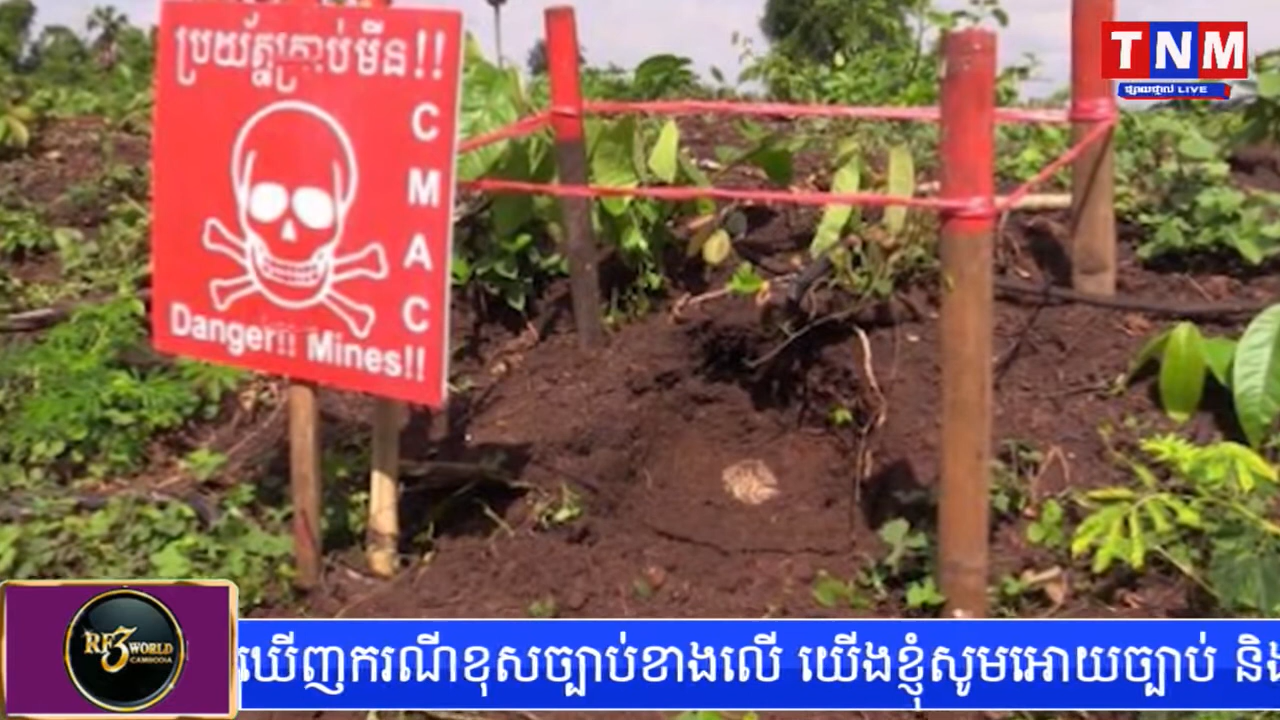 ប្រយ័ត្នគ្រាប់មីន!!
C
M
A
C
Danger!! Mines!!
TNM
ផ្សាយផ្ទាល់ LIVE
RF3 WORLD
CAMBODIA
ឃើញករណីខុសច្បាប់ខាងលើ យើងខ្ញុំសូមអោយច្បាប់ និង